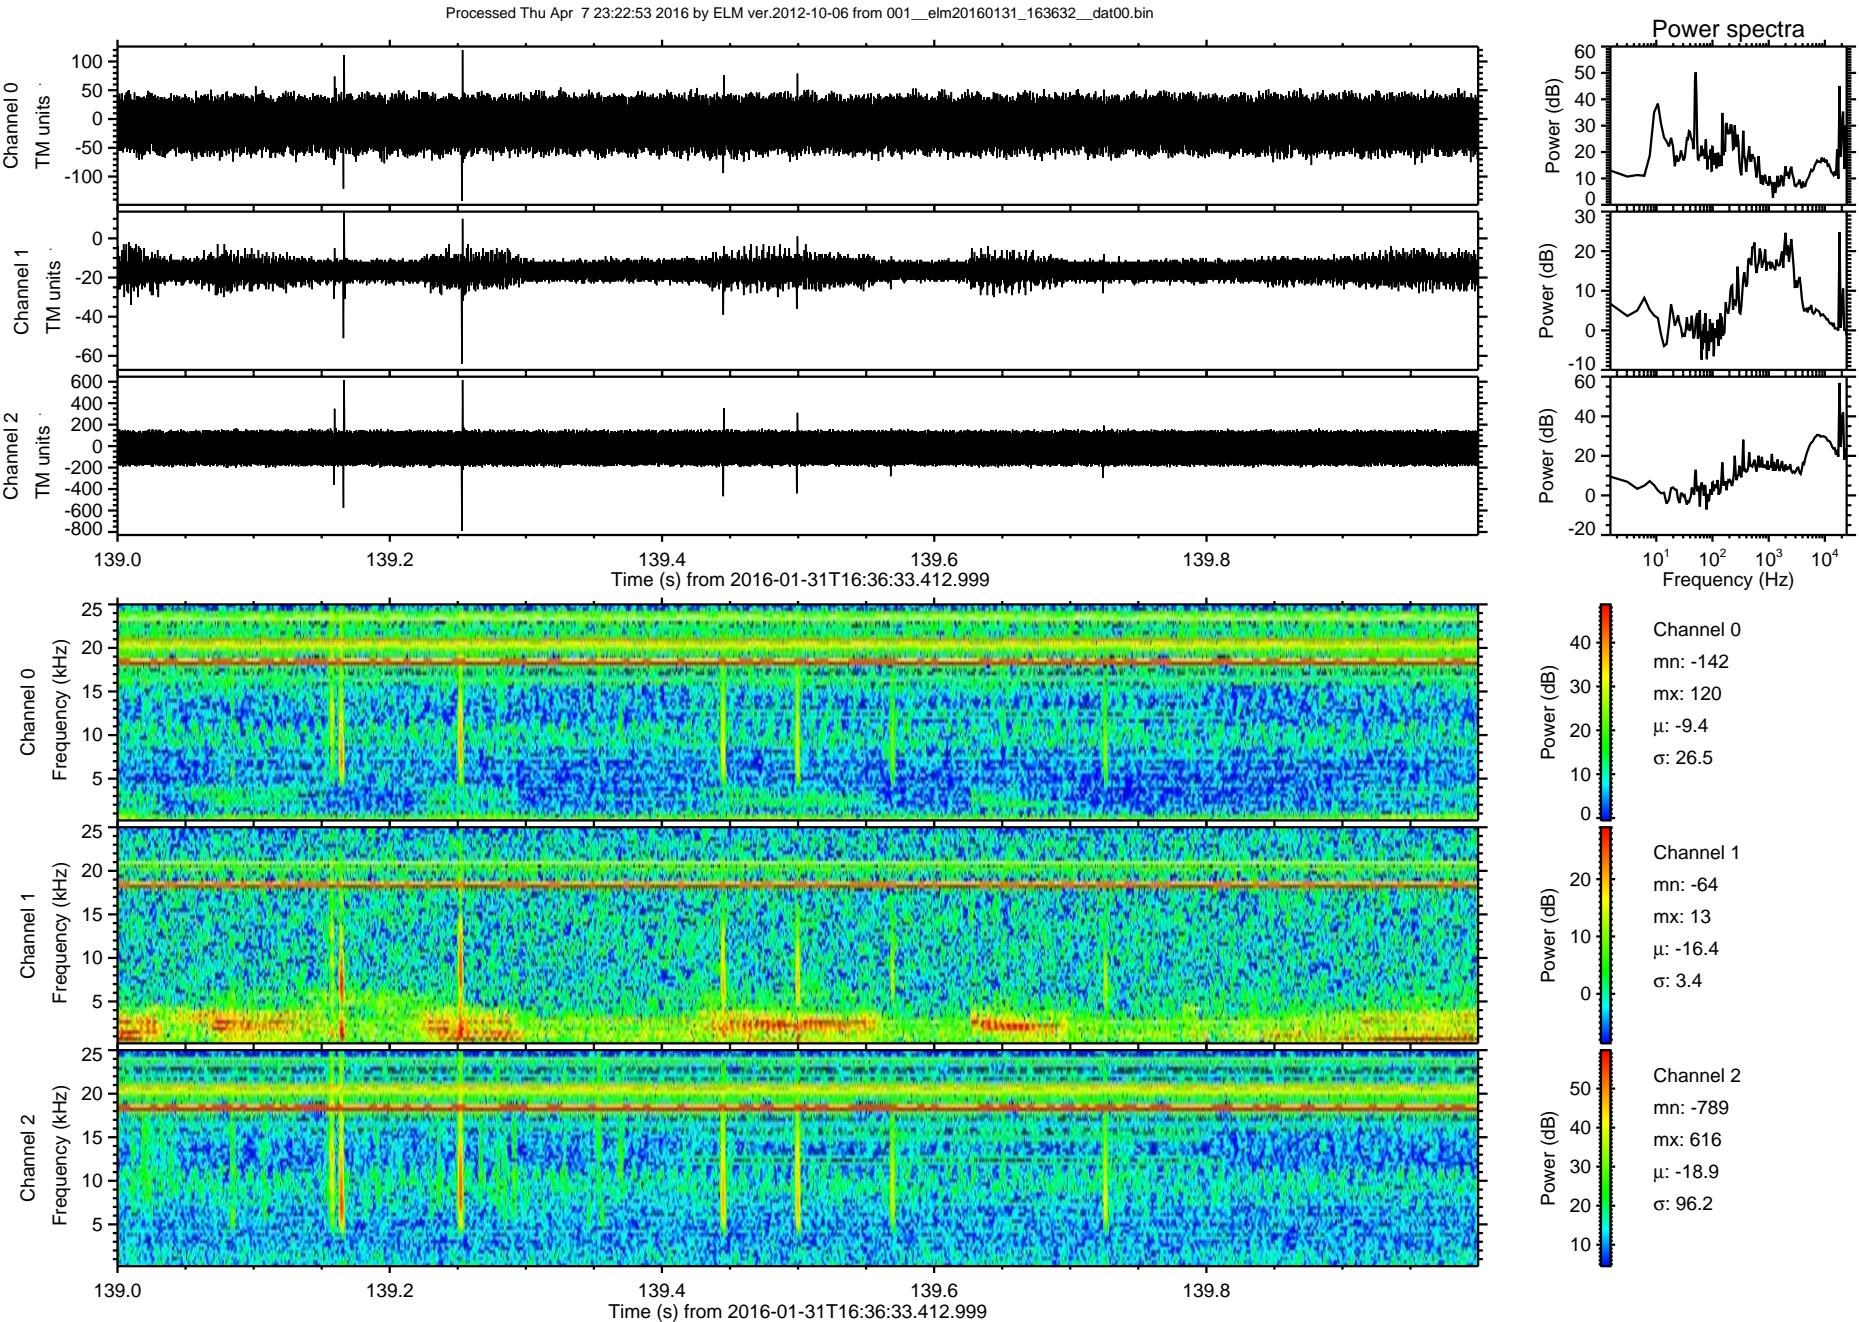 Processed Thu Apr  7 23:22:53 2016 by ELM ver.2012-10-06 from 001__elm20160131_163632__dat00.bin
Power spectra
Channel 0
TM units
100
50
0
-50
-100
Power (dB)
60
50
40
30
20
10
0
Channel 1
TM units
0
-20
-40
-60
Power (dB)
30
20
10
0
-10
Channel 2
TM units
600
400
200
0
-200
-400
-600
-800
Power (dB)
60
40
20
0
-20
139.0 139.2 139.4 139.6 139.8
Time (s) from 2016-01-31T16:36:33.412.999
10¹ 10² 10³ 10⁴
Frequency (Hz)
Channel 0
Frequency (kHz)
25
20
15
10
5
Power (dB)
40
30
20
10
0
Channel 0
mn: -142
mx: 120
μ: -9.4
σ: 26.5
Channel 1
Frequency (kHz)
25
20
15
10
5
Power (dB)
20
10
0
Channel 1
mn: -64
mx: 13
μ: -16.4
σ: 3.4
Channel 2
Frequency (kHz)
25
20
15
10
5
Power (dB)
50
40
30
20
10
Channel 2
mn: -789
mx: 616
μ: -18.9
σ: 96.2
139.0 139.2 139.4 139.6 139.8
Time (s) from 2016-01-31T16:36:33.412.999